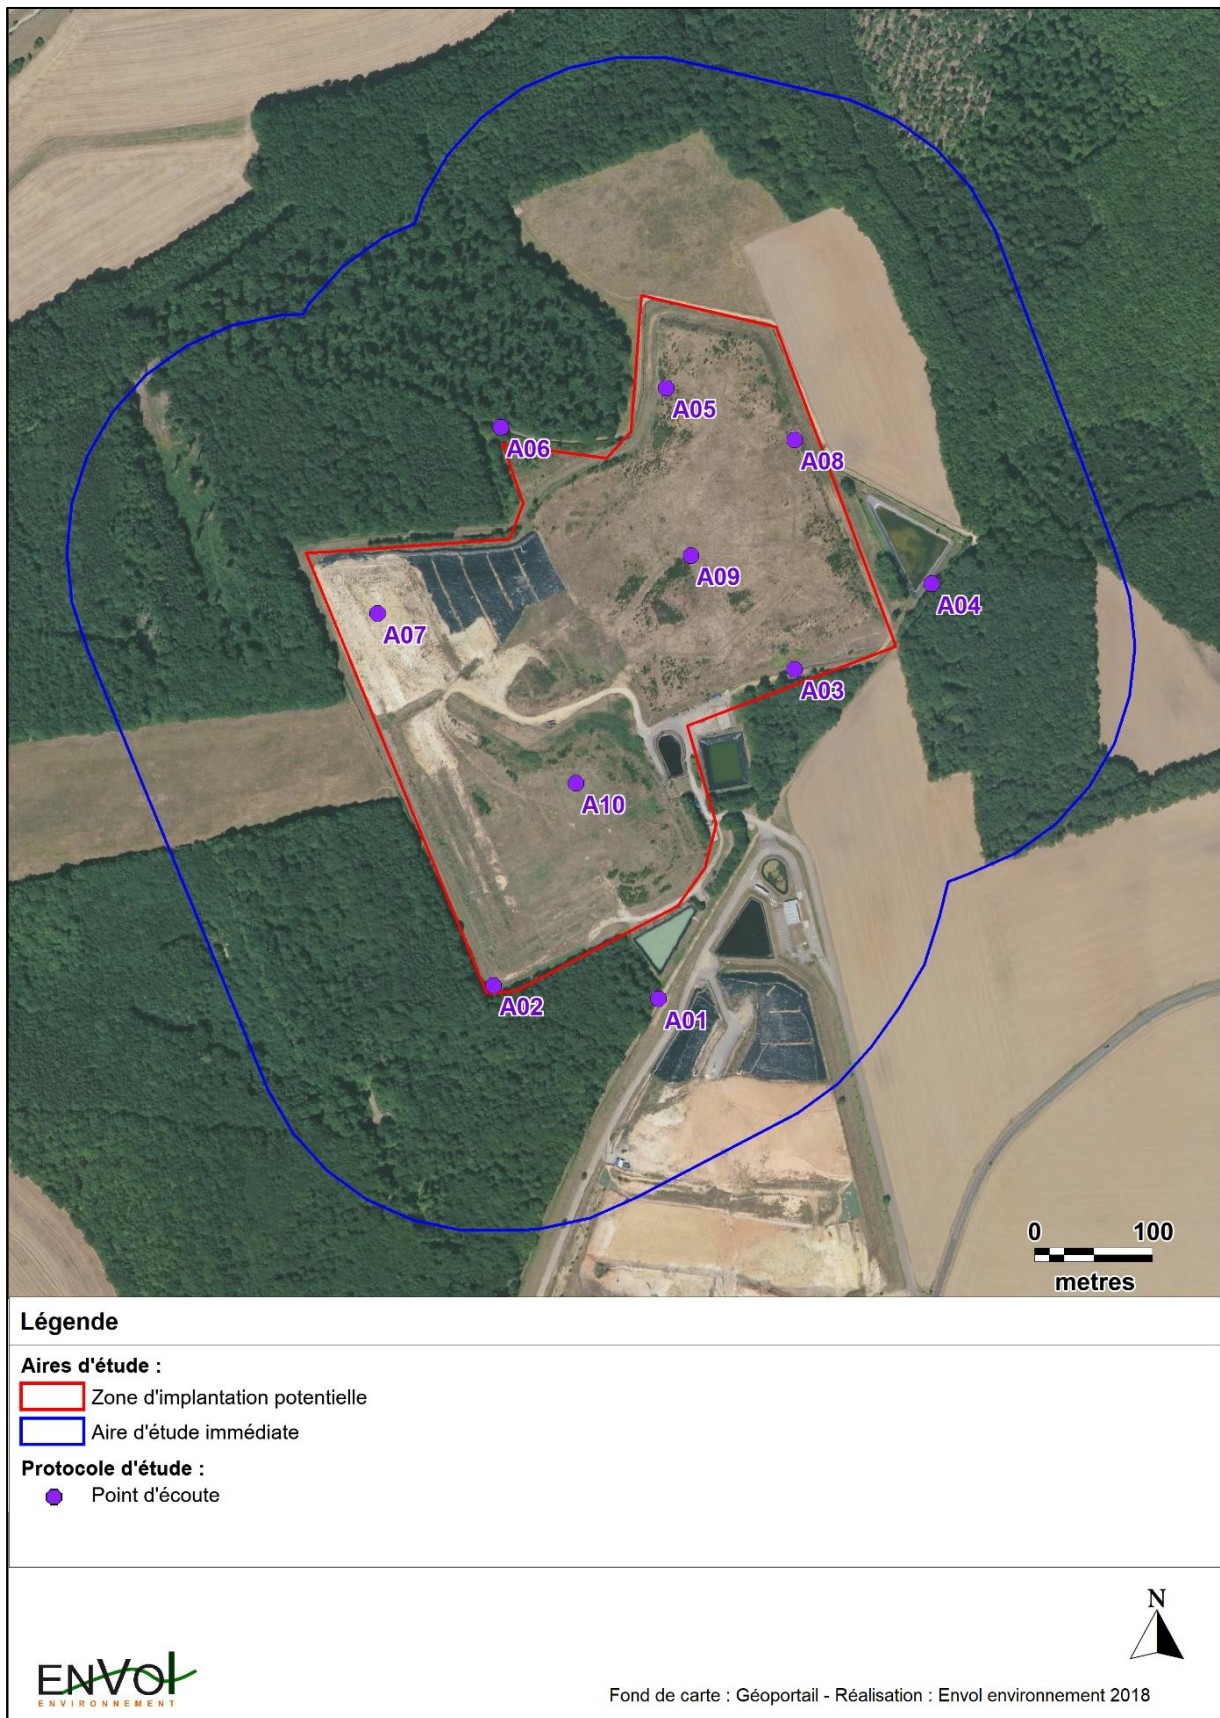 A05
A06
A08
A09
A04
A07
A03
A10
A02
A01
0 100
metres
Légende
Aires d'étude :
Zone d'implantation potentielle
Aire d'étude immédiate
Protocole d'étude :
Point d'écoute
N
ENVOl
ENVIRONNEMENT
Fond de carte : Géoportail - Réalisation : Envol environnement 2018